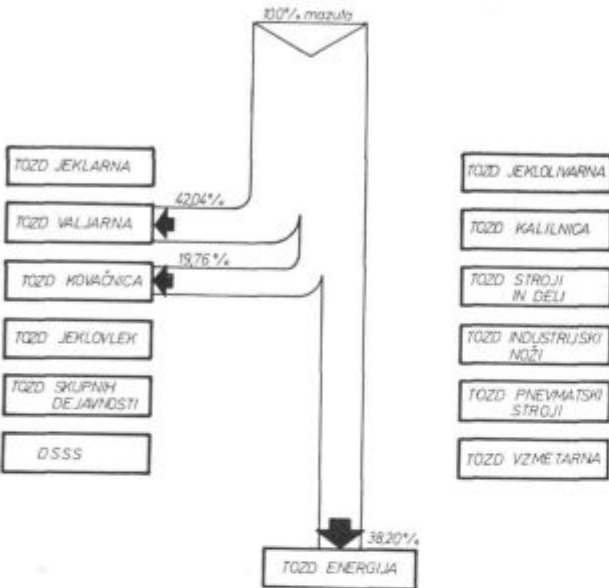 100% mazuta
TOZD JEKLARNA
42,04%
TOZD VALJARNA
19,76%
TOZD KOVAČNICA
TOZD JEKLOVLEK
TOZD SKUPNIH
DEJAVNOSTI
DSSS
TOZD JEKLOLIVARNA
TOZD KALILNICA
TOZD STROJI
IN DELI
TOZD INDUSTRIJSKI
NOŽI
TOZD PNEVMATSKI
STROJI
TOZD VZMETARNA
38,20%
TOZD ENERGIJA